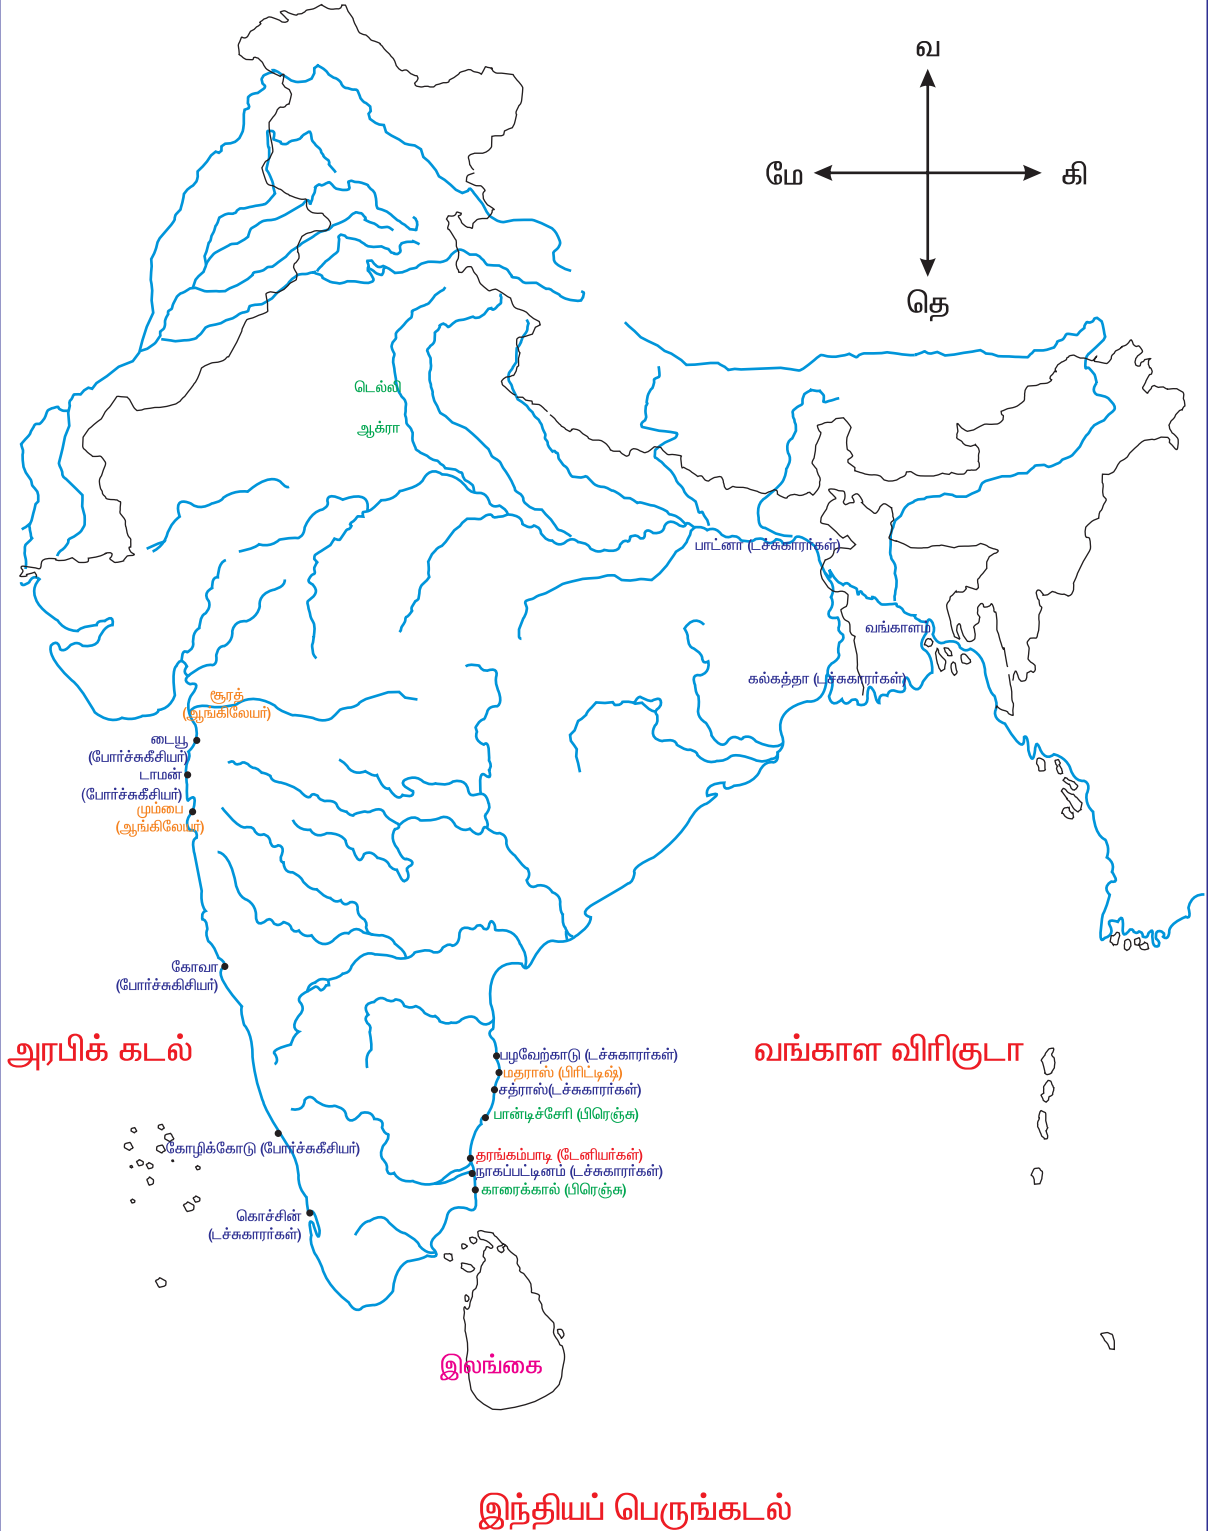 வ
மே
கி
தெ
டெல்லி
ஆக்ரா
பாட்னா (டச்சுகாரர்கள்)
வங்காளம்
கல்கத்தா (டச்சுகாரர்கள்)
சூரத்
(ஆங்கிலேயர்)
டையூ
(போர்ச்சுகீசியர்)
டாமன்
(போர்ச்சுகீசியர்)
மும்பை
(ஆங்கிலேயர்)
கோவா
(போர்ச்சுகிசியர்)
அரபிக் கடல்
வங்காள விரிகுடா
பழவேற்காடு (டச்சுகாரர்கள்)
மதராஸ் (பிரிட்டிஷ்)
சத்ராஸ்(டச்சுகாரர்கள்)
பான்டிச்சேரி (பிரெஞ்சு)
கோழிக்கோடு (போர்ச்சுகீசியர்)
தரங்கம்பாடி (டேனியர்கள்)
நாகப்பட்டினம் (டச்சுகாரர்கள்)
காரைக்கால் (பிரெஞ்சு)
கொச்சின்
(டச்சுகாரர்கள்)
இலங்கை
இந்தியப் பெருங்கடல்